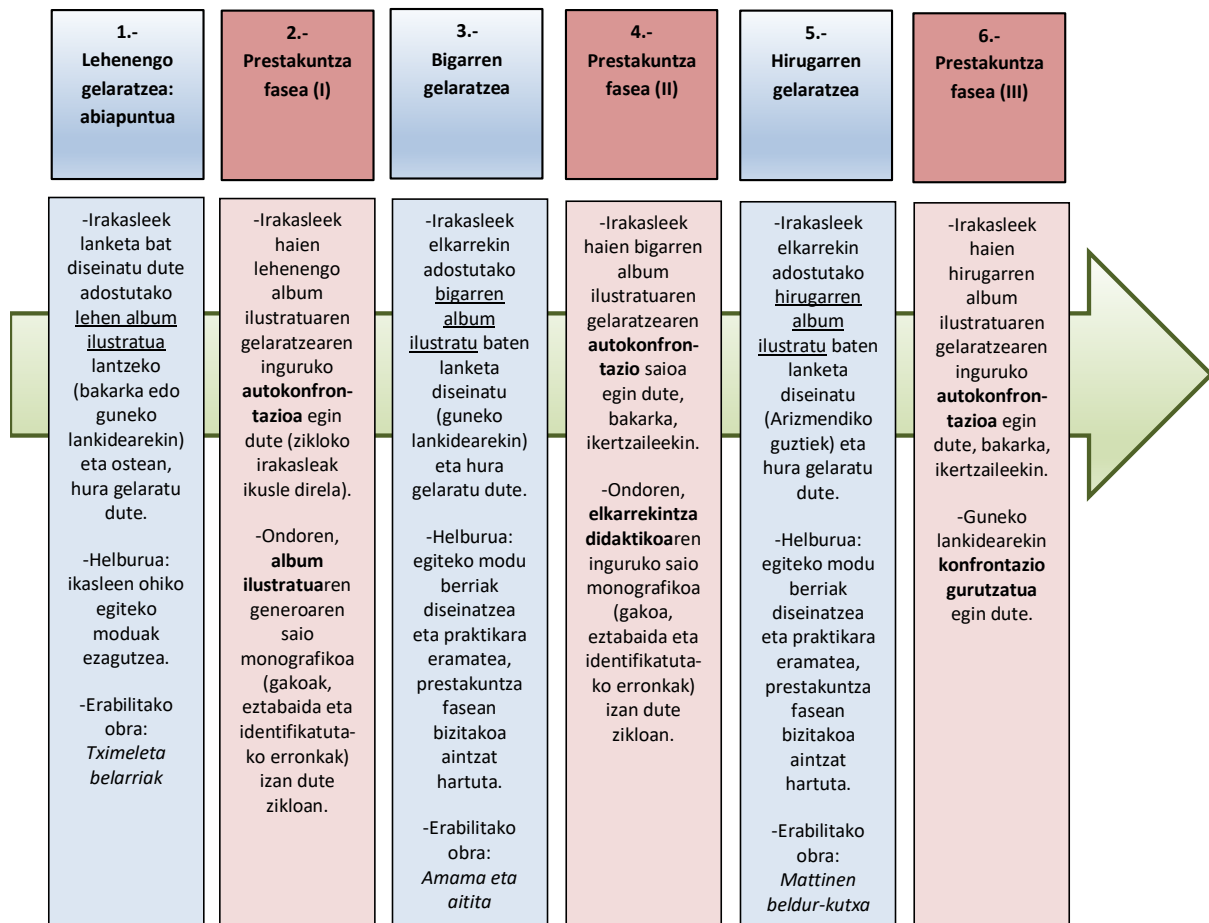 1.-
Lehenengo
gelaratzea:
abiapuntua
2.-
Prestakuntza
fasea (I)
3.-
Bigarren
gelaratzea
4.-
Prestakuntza
fasea (II)
5.-
Hirugarren
gelaratzea
6.-
Prestakuntza
fasea (III)
-Irakasleek
lanketa bat
diseinatu dute
adostutako
lehen album
ilustratua
lantzeko
(bakarka edo
guneko
lankidearekin)
eta ostean,
hura gelaratu
dute.
-Helburua:
ikasleen ohiko
egiteko
moduak
ezagutzea.
-Erabilitako
obra:
Tximeleta
belarriak
-Irakasleek
haien
lehenengo
album
ilustratuaren
gelaratzearen
inguruko
autokonfron-
tazioa egin
dute (zikloko
irakasleak
ikusle direla).
-Ondoren,
album
ilustratuaren
generoaren
saio
monografikoa
(gakoak,
eztabaida eta
identifikatuta-
ko erronkak)
izan dute
zikloan.
-Irakasleek
elkarrekin
adostutako
bigarren
album
ilustratu baten
lanketa
diseinatu
(guneko
lankidearekin)
eta hura
gelaratu dute.
-Helburua:
egiteko modu
berriak
diseinatzea
eta praktikara
eramatea,
prestakuntza
fasean
bizitakoa
aintzat
hartuta.
-Erabilitako
obra:
Amama eta
aitita
-Irakasleek
haien bigarren
album
ilustratuaren
gelaratzearen
autokonfron-
tazio saioa
egin dute,
bakarka,
ikertzaileekin.
-Ondoren,
elkarrekintza
didaktikoaren
inguruko saio
monografikoa
(gakoa,
eztabaida eta
identifikatuta-
ko erronkak)
izan dute
zikloan.
-Irakasleek
elkarrekin
adostutako
hirugarren
album
ilustratu baten
lanketa
diseinatu
(Arizmendiko
guztiek) eta
hura gelaratu
dute.
-Helburua:
egiteko modu
berriak
diseinatzea
eta praktikara
eramatea,
prestakuntza
fasean
bizitakoa
aintzat
hartuta.
-Erabilitako
obra:
Mattinen
beldur-kutxa
-Irakasleek
haien
hirugarren
album
ilustratuaren
gelaratzearen
inguruko
autokonfron-
tazioa egin
dute, bakarka,
ikertzaileekin.
-Guneko
lankidearekin
konfrontazio
gurutzatua
egin dute.